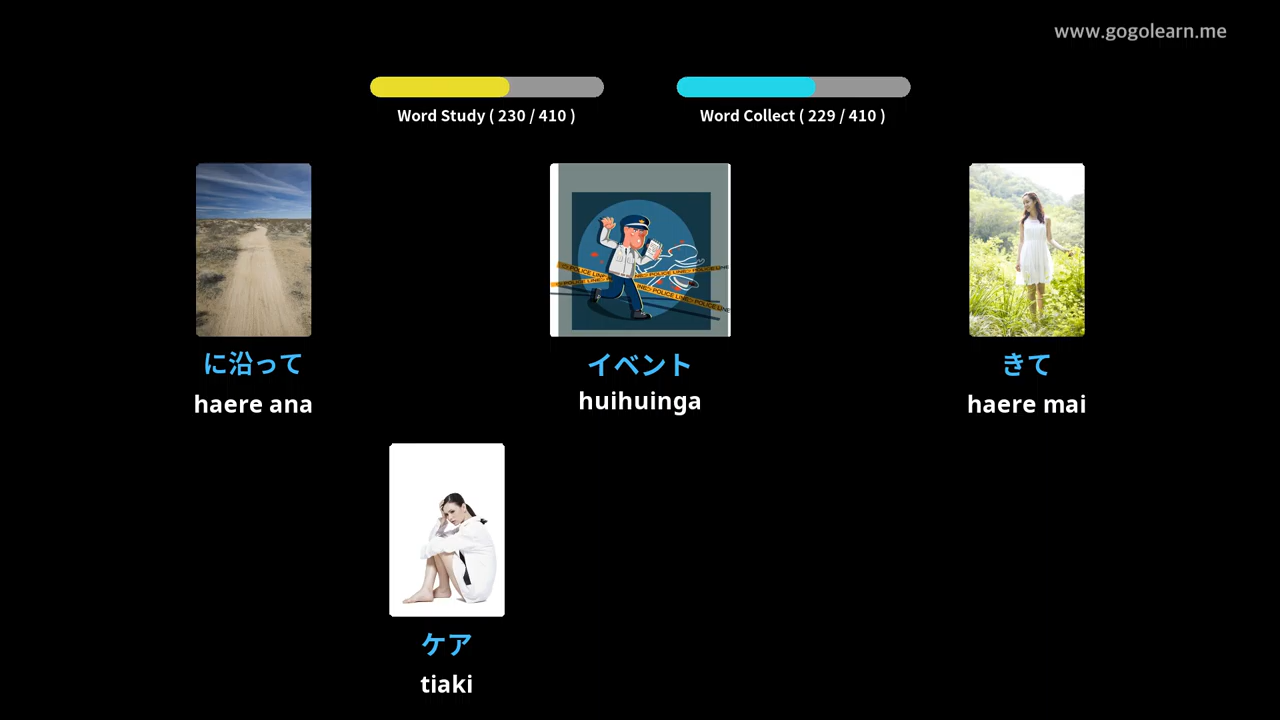 www.gogolearn.me
Word Study ( 230 / 410 )
Word Collect ( 229 / 410 )
に沿って
haere ana
イベント
huihuinga
きて
haere mai
ケア
tiaki